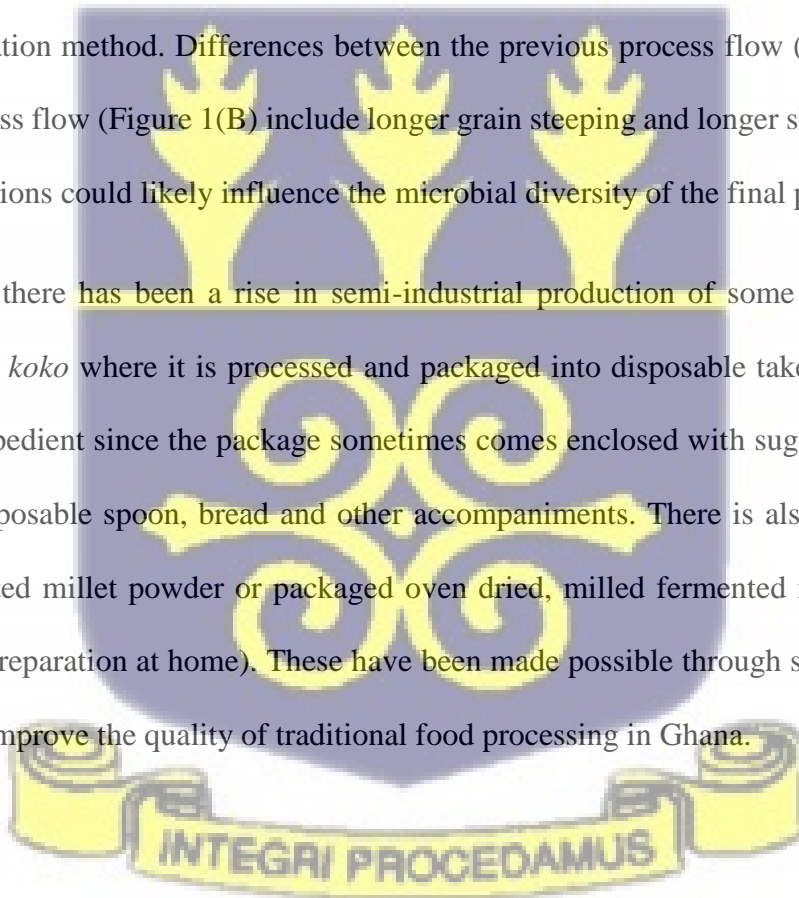 ation method. Differences between the previous process flow (
ss flow (Figure 1(B) include longer grain steeping and longer s
tions could likely influence the microbial diversity of the final p
there has been a rise in semi-industrial production of some
koko where it is processed and packaged into disposable take
pedient since the package sometimes comes enclosed with sug
posable spoon, bread and other accompaniments. There is als
ted millet powder or packaged oven dried, milled fermented
reparation at home). These have been made possible through s
mprove the quality of traditional food processing in Ghana.
INTEGRI PROCEDAMUS